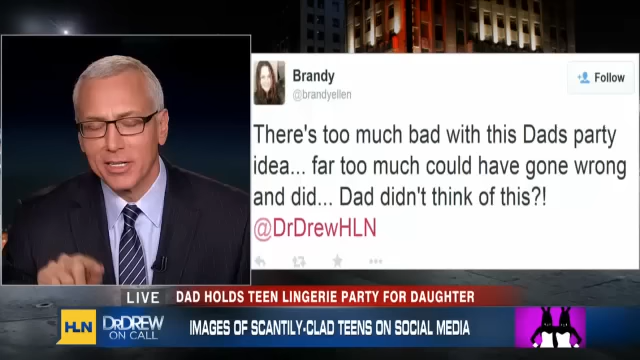 Brandy
@brandyellen
Follow
There's too much bad with this Dads party
idea... far too much could have gone wrong
and did... Dad didn't think of this?!
@DrDrewHLN
LIVE DAD HOLDS TEEN LINGERIE PARTY FOR DAUGHTER
HLN DRDREW
ON CALL
IMAGES OF SCANTILY-CLAD TEENS ON SOCIAL MEDIA